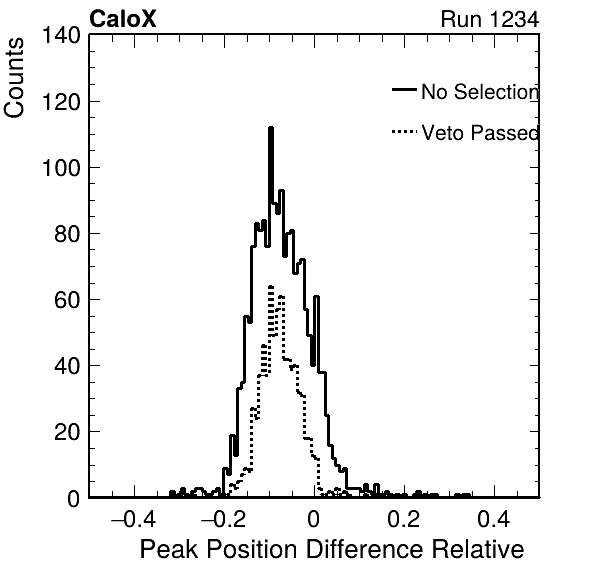 CaloX Run 1234
Counts
140
120
100
80
60
40
20
0
No Selection
Veto Passed
−0.4 −0.2 0 0.2 0.4
Peak Position Difference Relative